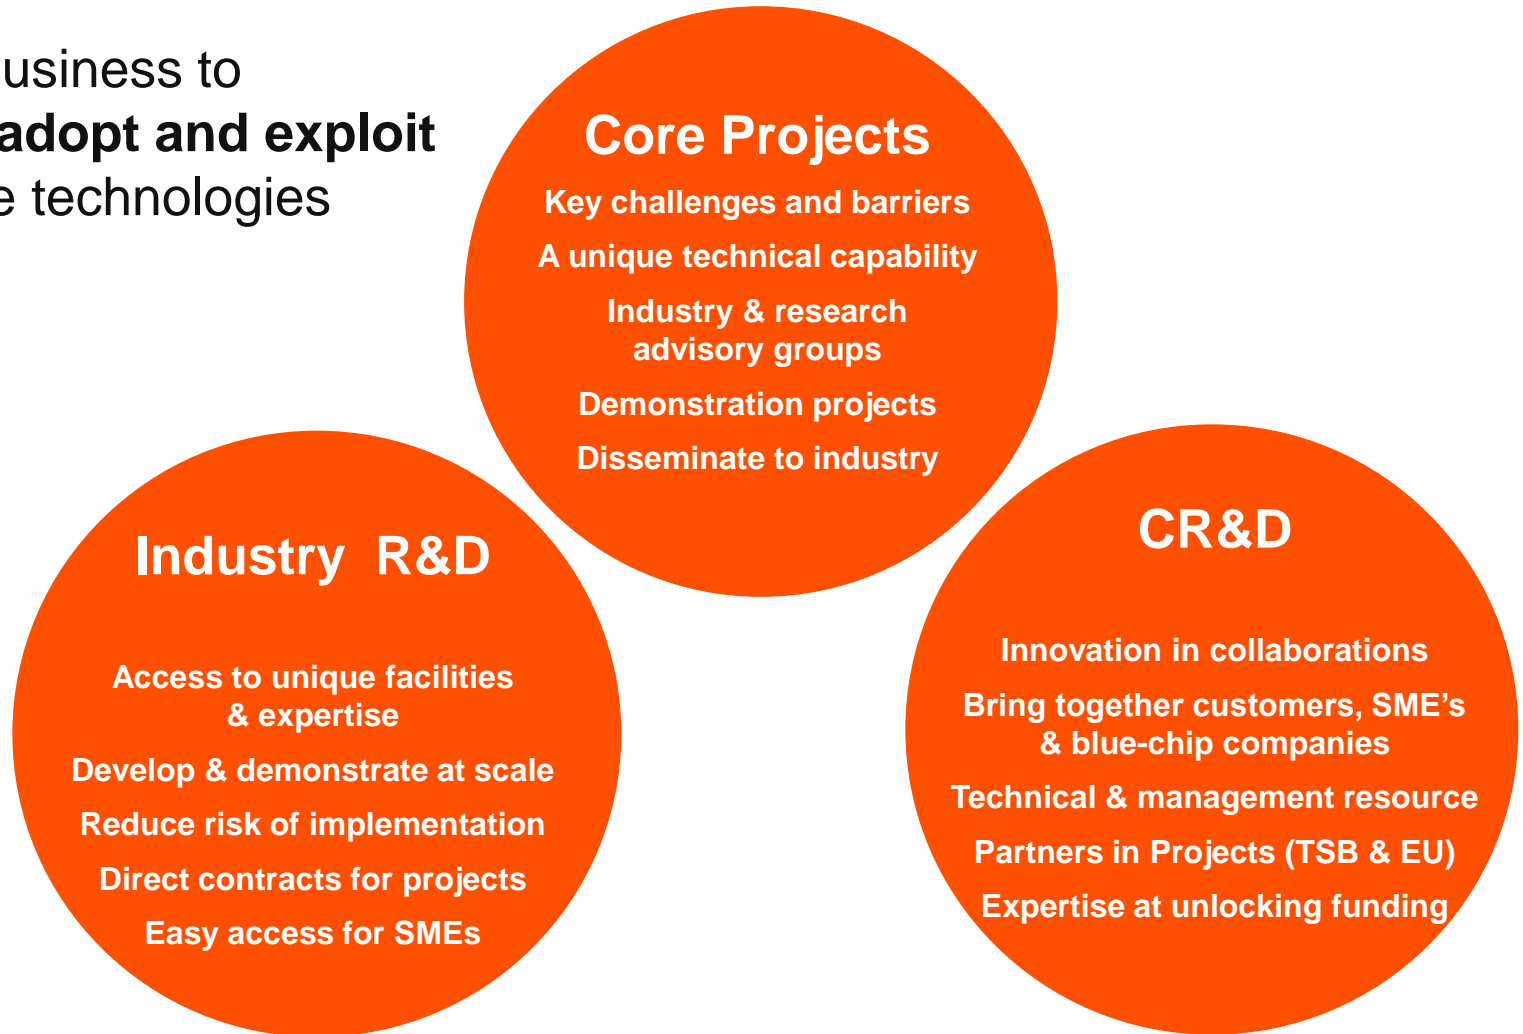 usiness to
adopt and exploit
e technologies
Core Projects
Key challenges and barriers
A unique technical capability
Industry & research
advisory groups
Demonstration projects
Disseminate to industry
Industry R&D
Access to unique facilities
& expertise
Develop & demonstrate at scale
Reduce risk of implementation
Direct contracts for projects
Easy access for SMEs
CR&D
Innovation in collaborations
Bring together customers, SME’s
& blue-chip companies
Technical & management resource
Partners in Projects (TSB & EU)
Expertise at unlocking funding